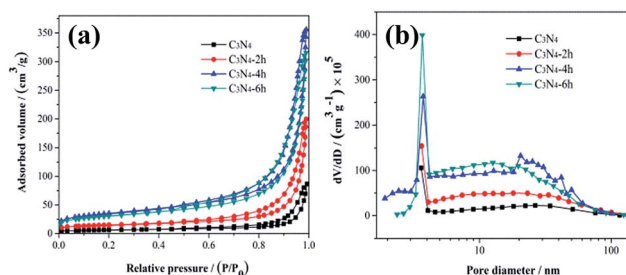 (a)
C3N4
C3N4-2h
C3N4-4h
C3N4-6h
Adsorbed volume / (cm³/g)
350
300
250
200
150
100
50
0
0.0 0.2 0.4 0.6 0.8 1.0
Relative pressure / (P/P0)
(b)
C3N4
C3N4-2h
C3N4-4h
C3N4-6h
dV/dD / (cm³g⁻¹) × 10⁵
400
300
200
100
0
10 100
Pore diameter / nm